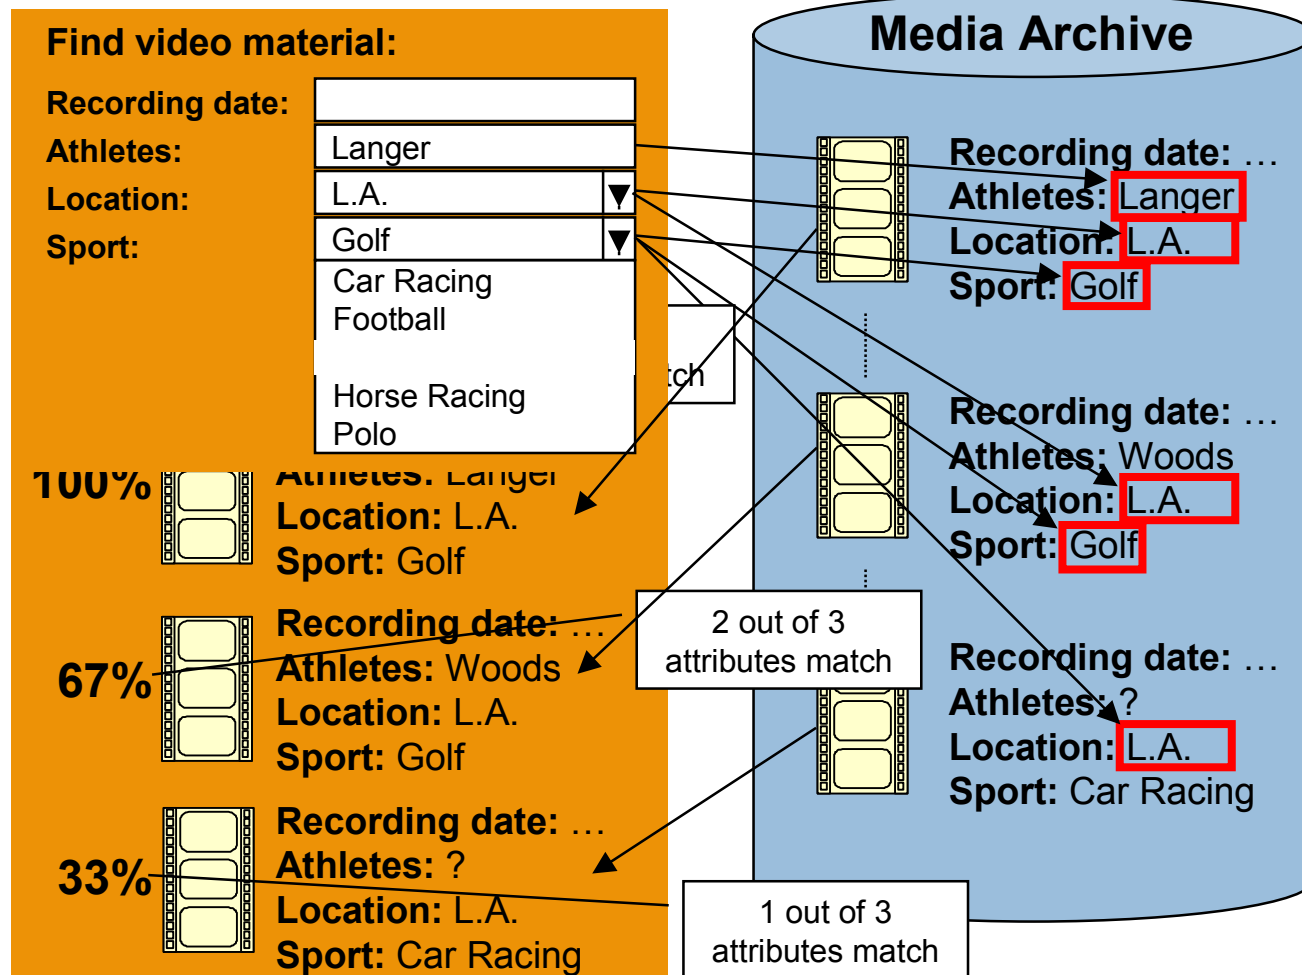 Find video material:
Recording date:
Athletes: Langer
Location: L.A.
Sport: Golf
Car Racing
Football
Horse Racing
Polo
100%
Athletes: Langer
Location: L.A.
Sport: Golf
67%
Recording date: …
Athletes: Woods
Location: L.A.
Sport: Golf
33%
Recording date: …
Athletes: ?
Location: L.A.
Sport: Car Racing
2 out of 3
attributes match
1 out of 3
attributes match
Media Archive
Recording date: …
Athletes: Langer
Location: L.A.
Sport: Golf
Recording date: …
Athletes: Woods
Location: L.A.
Sport: Golf
Recording date: …
Athletes: ?
Location: L.A.
Sport: Car Racing